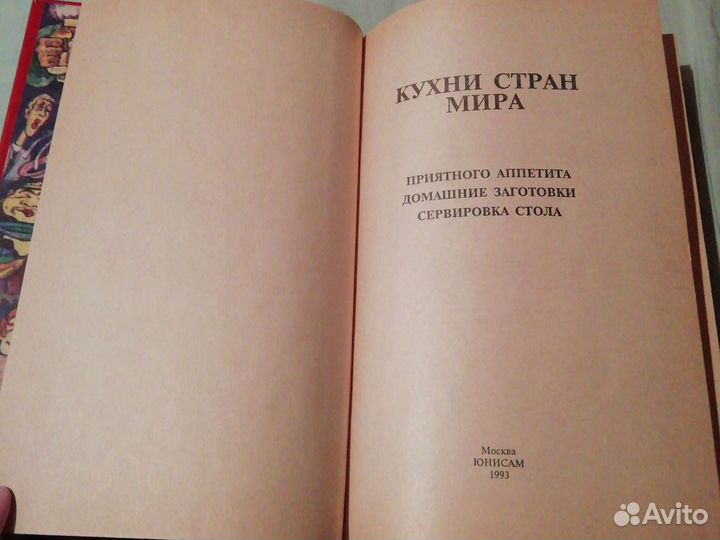 КУХНИ СТРАН
МИРА
ПРИЯТНОГО АППЕТИТА
ДОМАШНИЕ ЗАГОТОВКИ
СЕРВИРОВКА СТОЛА
Москва
ЮНИСАМ
1993
Avito